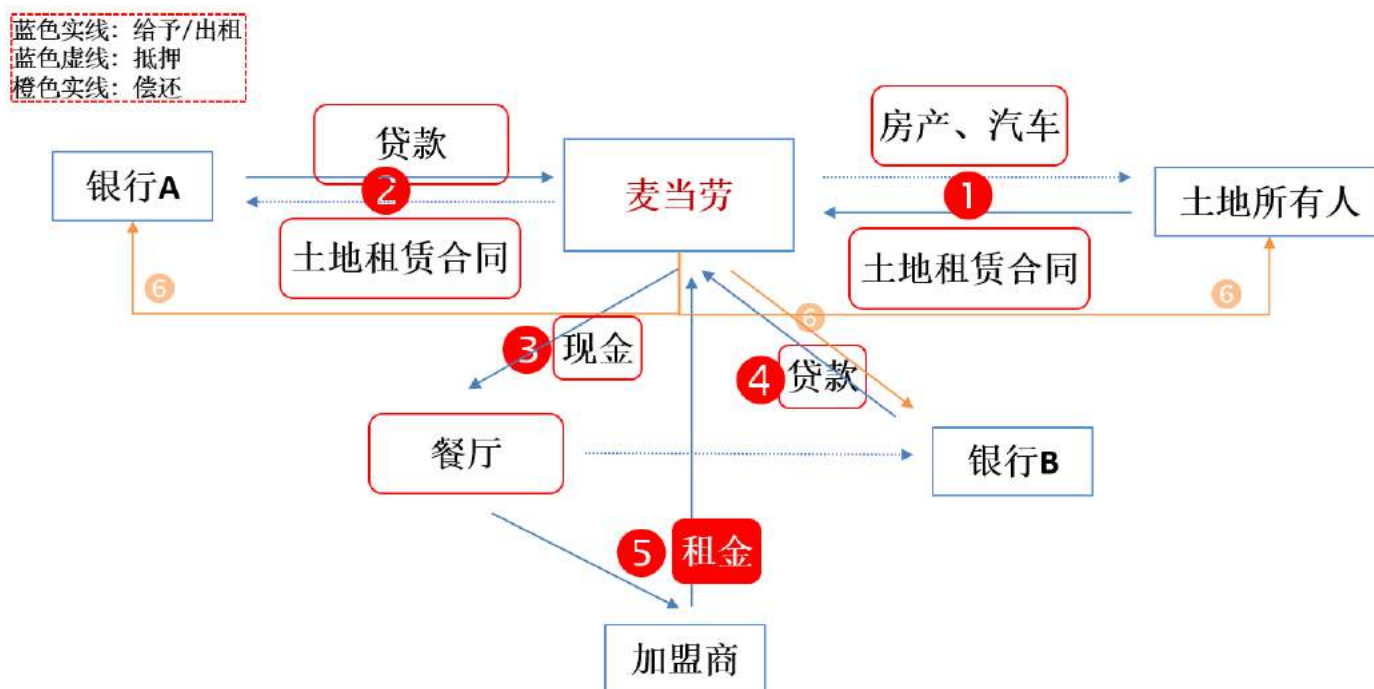 蓝色实线：给予/出租
蓝色虚线：抵押
橙色实线：偿还
贷款
房产、汽车
银行A
2
麦当劳
1
土地所有人
土地租赁合同
土地租赁合同
6
6
6
3
现金
4
贷款
餐厅
银行B
5
租金
加盟商